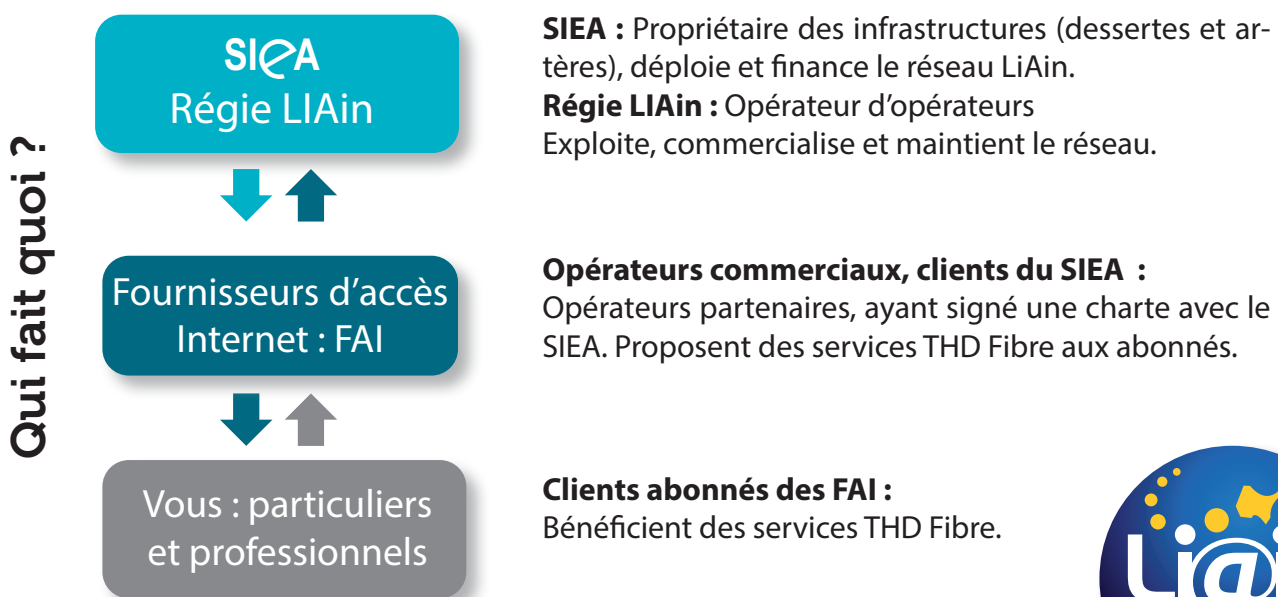 Qui fait quoi ?
SIeA
Régie LIAin
SIEA : Propriétaire des infrastructures (dessertes et ar-
tères), déploie et finance le réseau LiAin.
Régie LIAin : Opérateur d'opérateurs
Exploite, commercialise et maintient le réseau.
Fournisseurs d'accès
Internet : FAI
Opérateurs commerciaux, clients du SIEA :
Opérateurs partenaires, ayant signé une charte avec le
SIEA. Proposent des services THD Fibre aux abonnés.
Vous : particuliers
et professionnels
Clients abonnés des FAI :
Bénéficient des services THD Fibre.